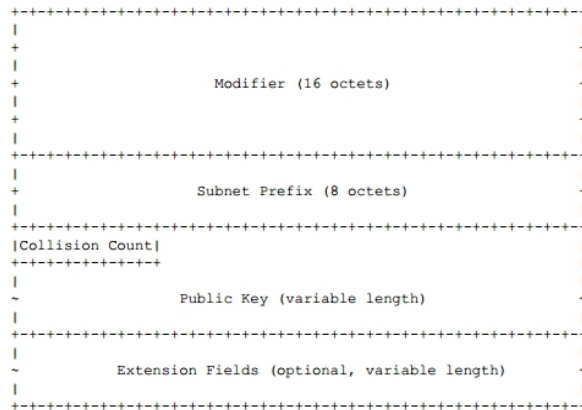 Modifier (16 octets)
Subnet Prefix (8 octets)
|Collision Count|
Public Key (variable length)
Extension Fields (optional, variable length)